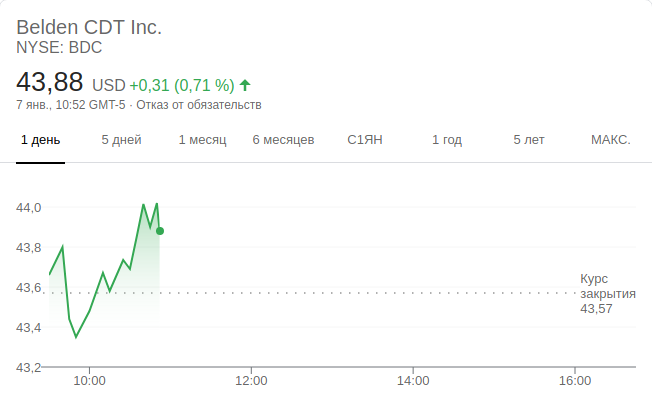 Belden CDT Inc.
NYSE: BDC
43,88 USD +0,31 (0,71 %)
7 янв., 10:52 GMT-5 · Отказ от обязательств
1 день 5 дней 1 месяц 6 месяцев С1ЯН 1 год 5 лет МАКС.
44,0
43,8
43,6
43,4
43,2
Курс
закрытия
43,57
10:00 12:00 14:00 16:00